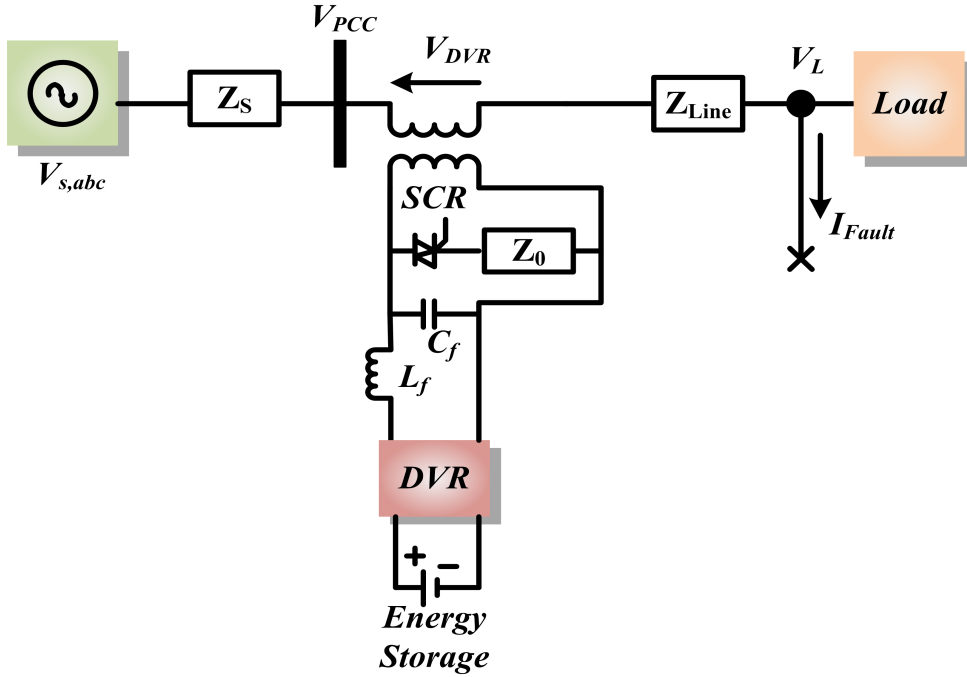 V_PCC
V_DVR
V_L
Z_S
Z_Line
Load
V_s,abc
SCR
I_Fault
Z_0
C_f
L_f
DVR
+ −
Energy
Storage